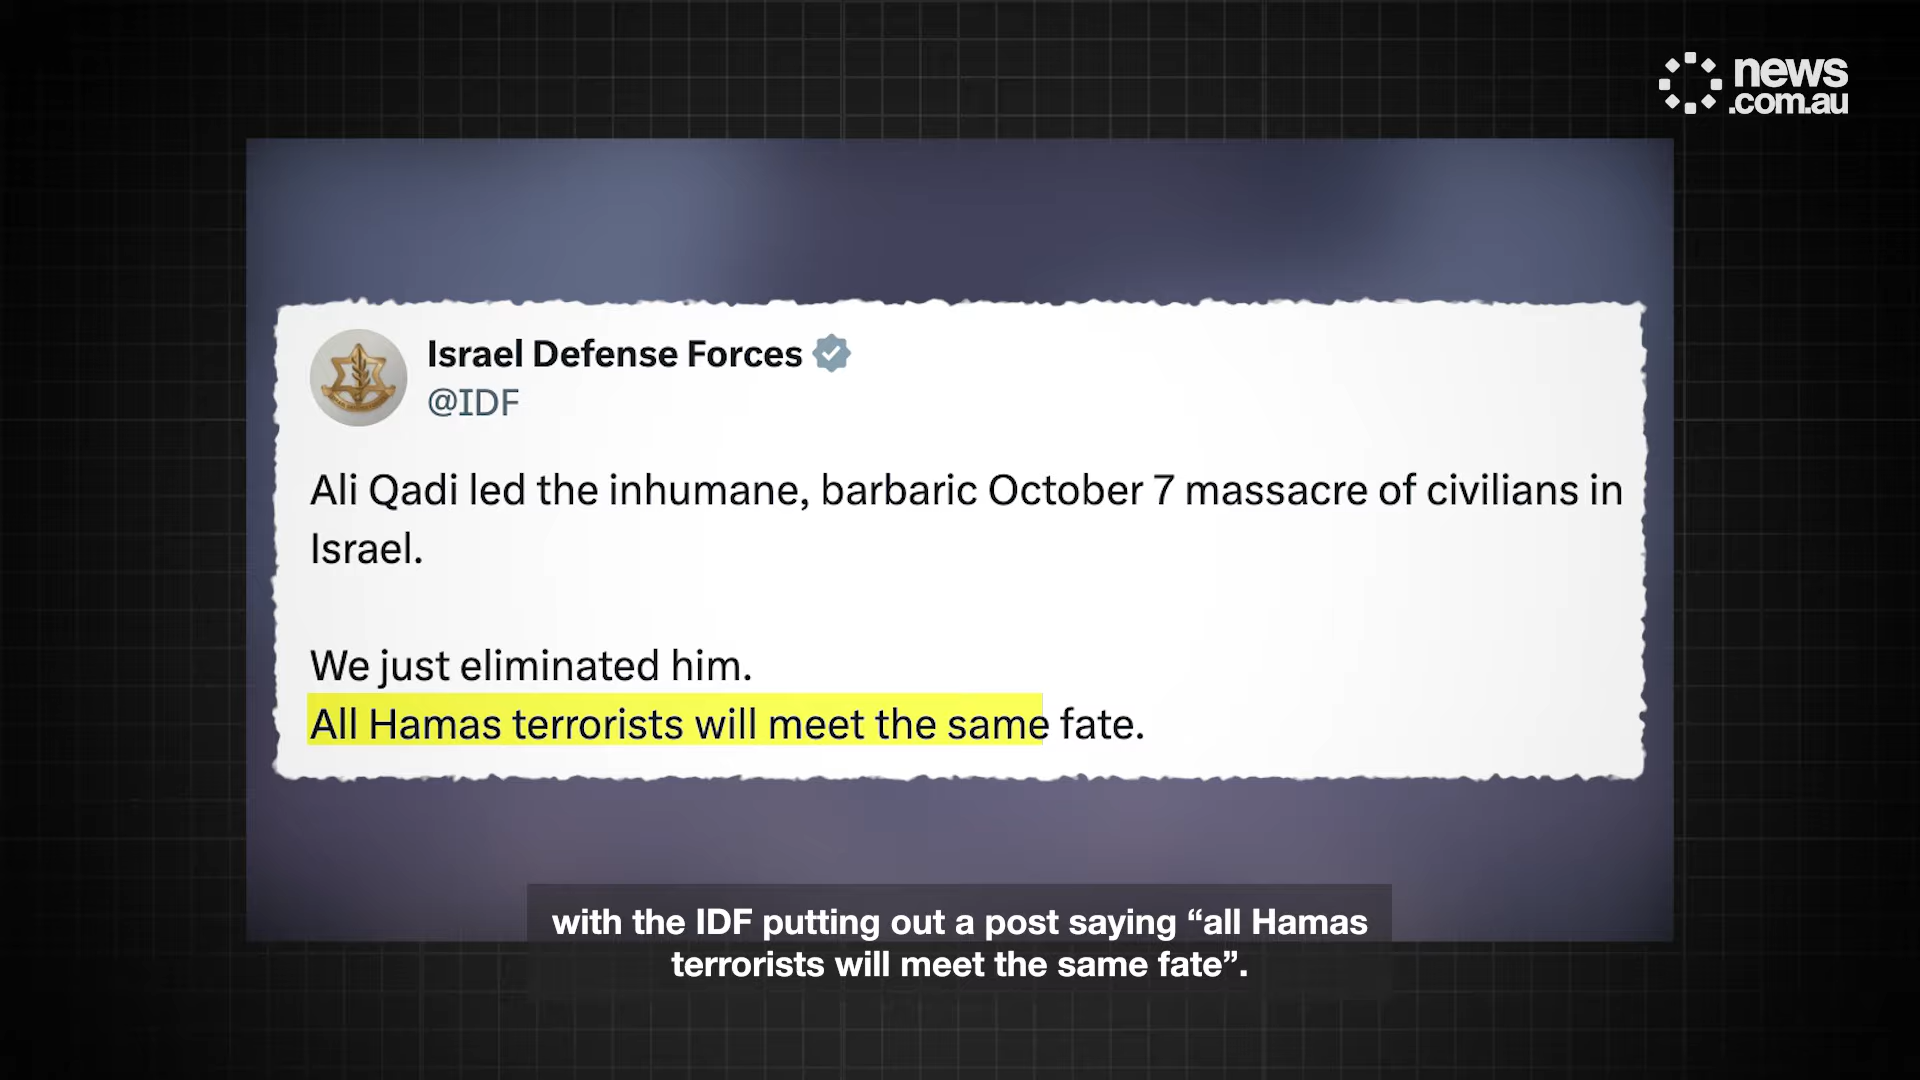 news
.com.au
Israel Defense Forces
@IDF
Ali Qadi led the inhumane, barbaric October 7 massacre of civilians in
Israel.
We just eliminated him.
All Hamas terrorists will meet the same fate.
with the IDF putting out a post saying “all Hamas
terrorists will meet the same fate”.